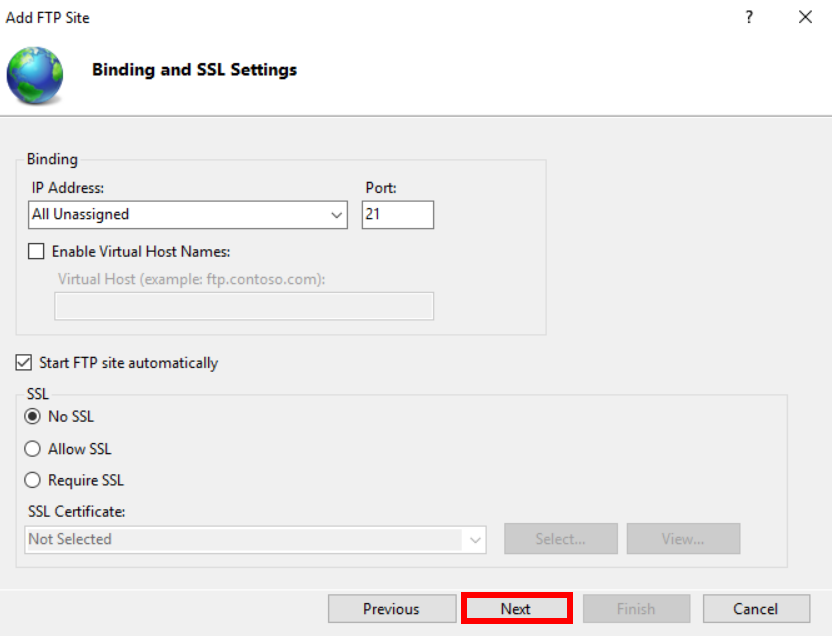 Add FTP Site ?
Binding and SSL Settings
Binding
IP Address: Port:
All Unassigned 21
Enable Virtual Host Names:
Virtual Host (example: ftp.contoso.com):
Start FTP site automatically
SSL
No SSL
Allow SSL
Require SSL
SSL Certificate:
Not Selected Select... View...
Previous Next Finish Cancel